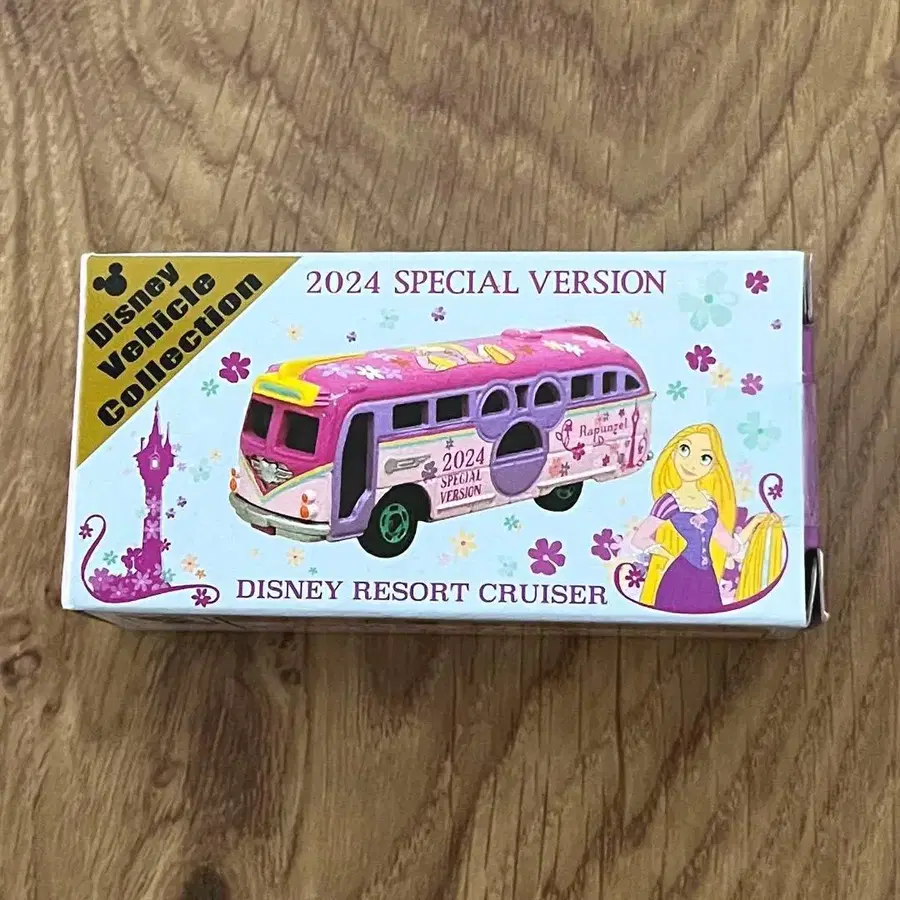 Disney
Vehicle
Collection
2024 SPECIAL VERSION
2024
SPECIAL
VERSION
Rapunzel
DISNEY RESORT CRUISER